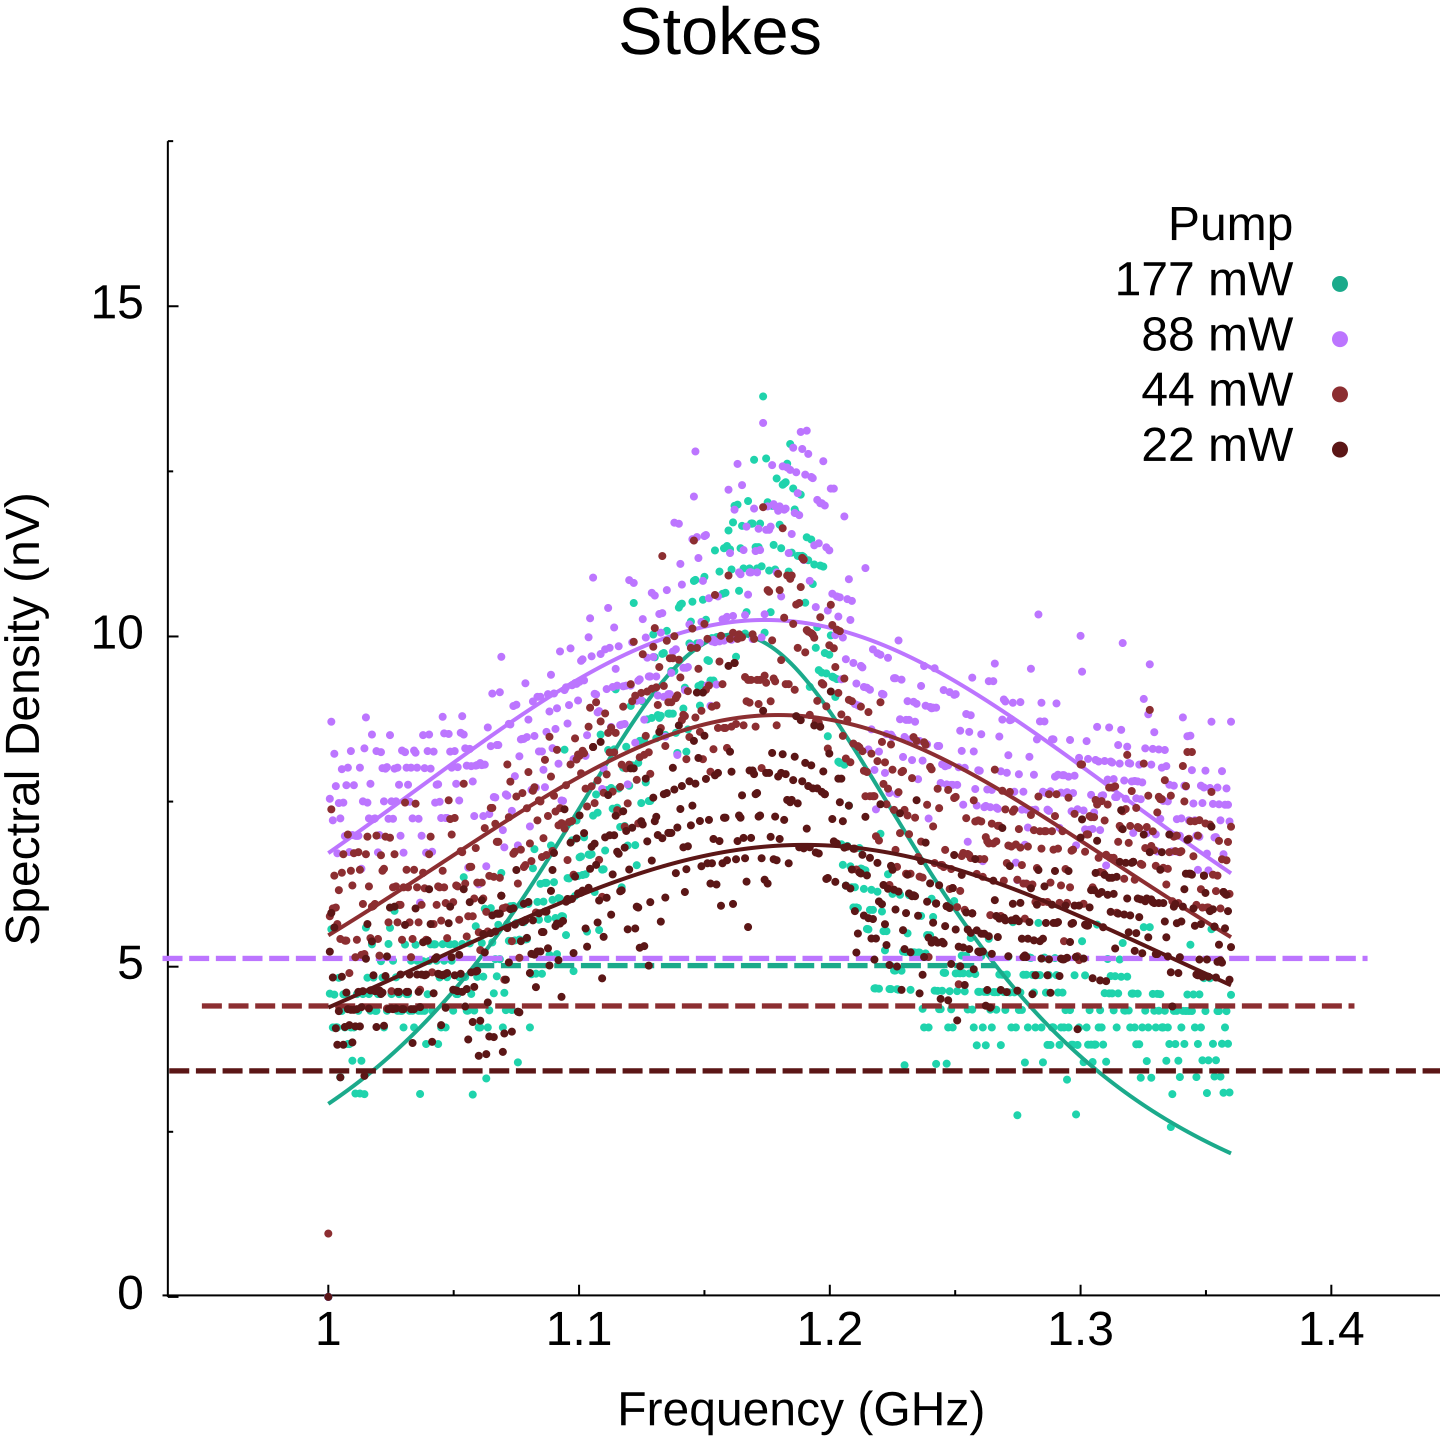 Stokes
Spectral Density (nV)
15
10
5
0
Pump
177 mW
88 mW
44 mW
22 mW
1
1.1
1.2
1.3
1.4
Frequency (GHz)